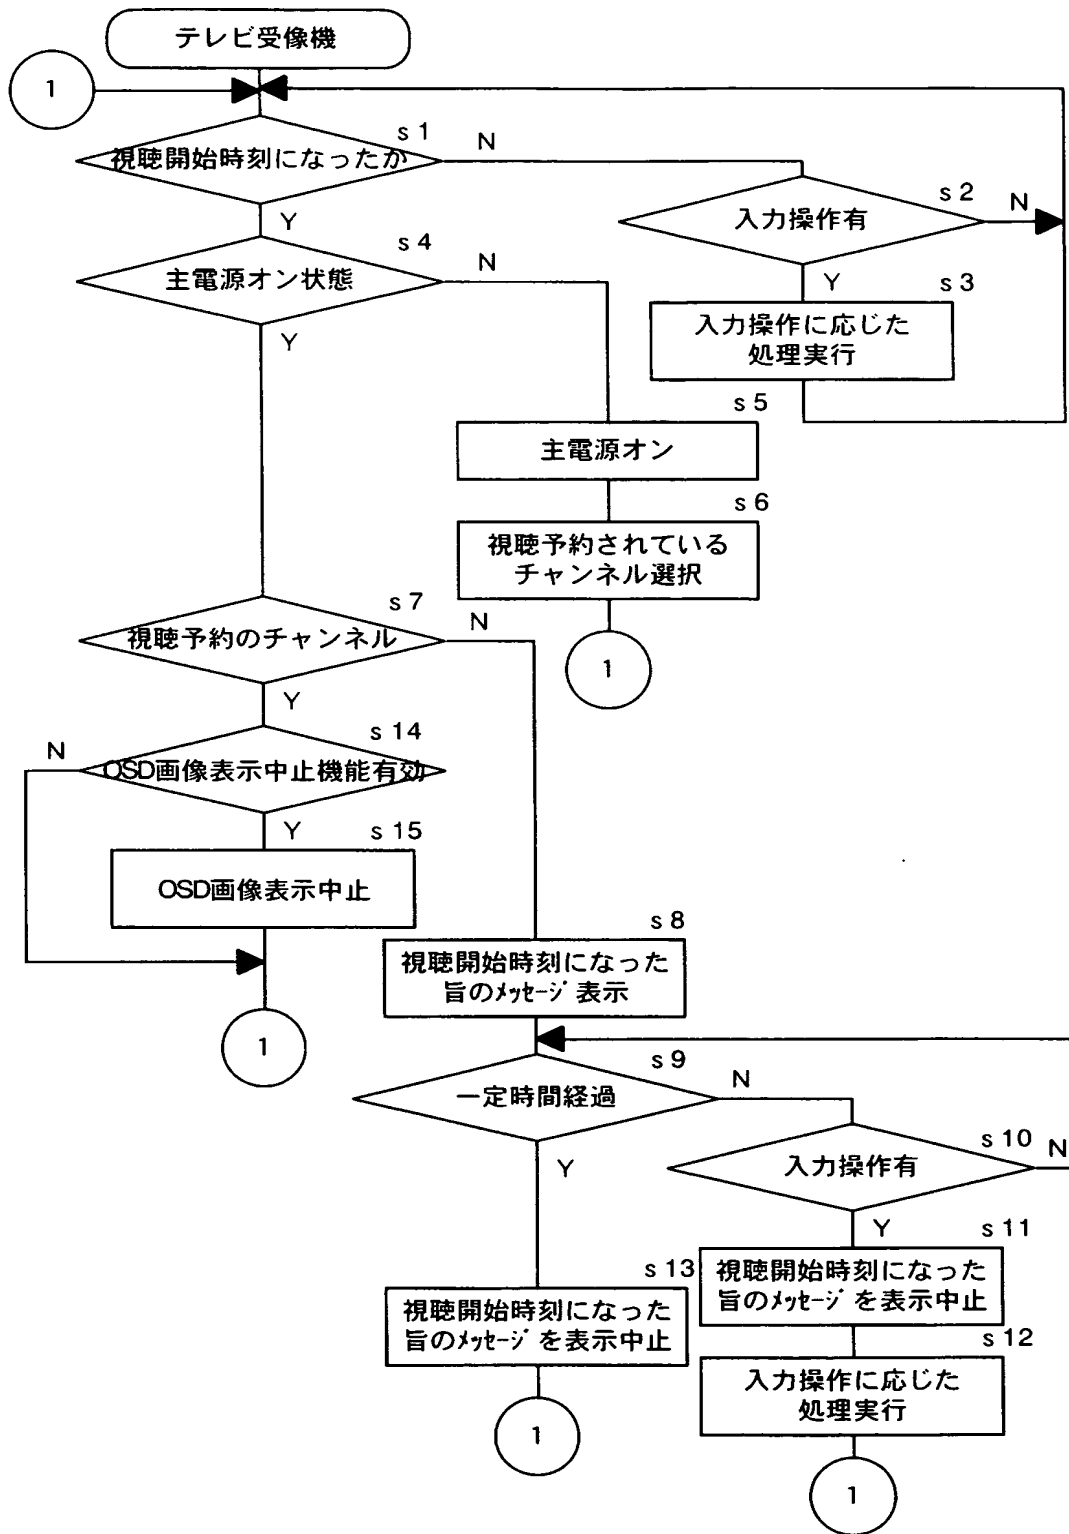 テレビ受像機
1
s 1
視聴開始時刻になったか
N
Y
s 2
入力操作有
N
Y
s 3
入力操作に応じた
処理実行
s 4
主電源オン状態
N
Y
s 5
主電源オン
s 6
視聴予約されている
チャンネル選択
1
s 7
視聴予約のチャンネル
N
Y
s 14
N
OSD画像表示中止機能有効
Y
s 15
OSD画像表示中止
1
s 8
視聴開始時刻になった
旨のﾒｯｾｰｼﾞ表示
s 9
一定時間経過
N
Y
s 10
入力操作有
N
Y
s 11
視聴開始時刻になった
旨のﾒｯｾｰｼﾞを表示中止
s 12
入力操作に応じた
処理実行
1
s 13
視聴開始時刻になった
旨のﾒｯｾｰｼﾞを表示中止
1